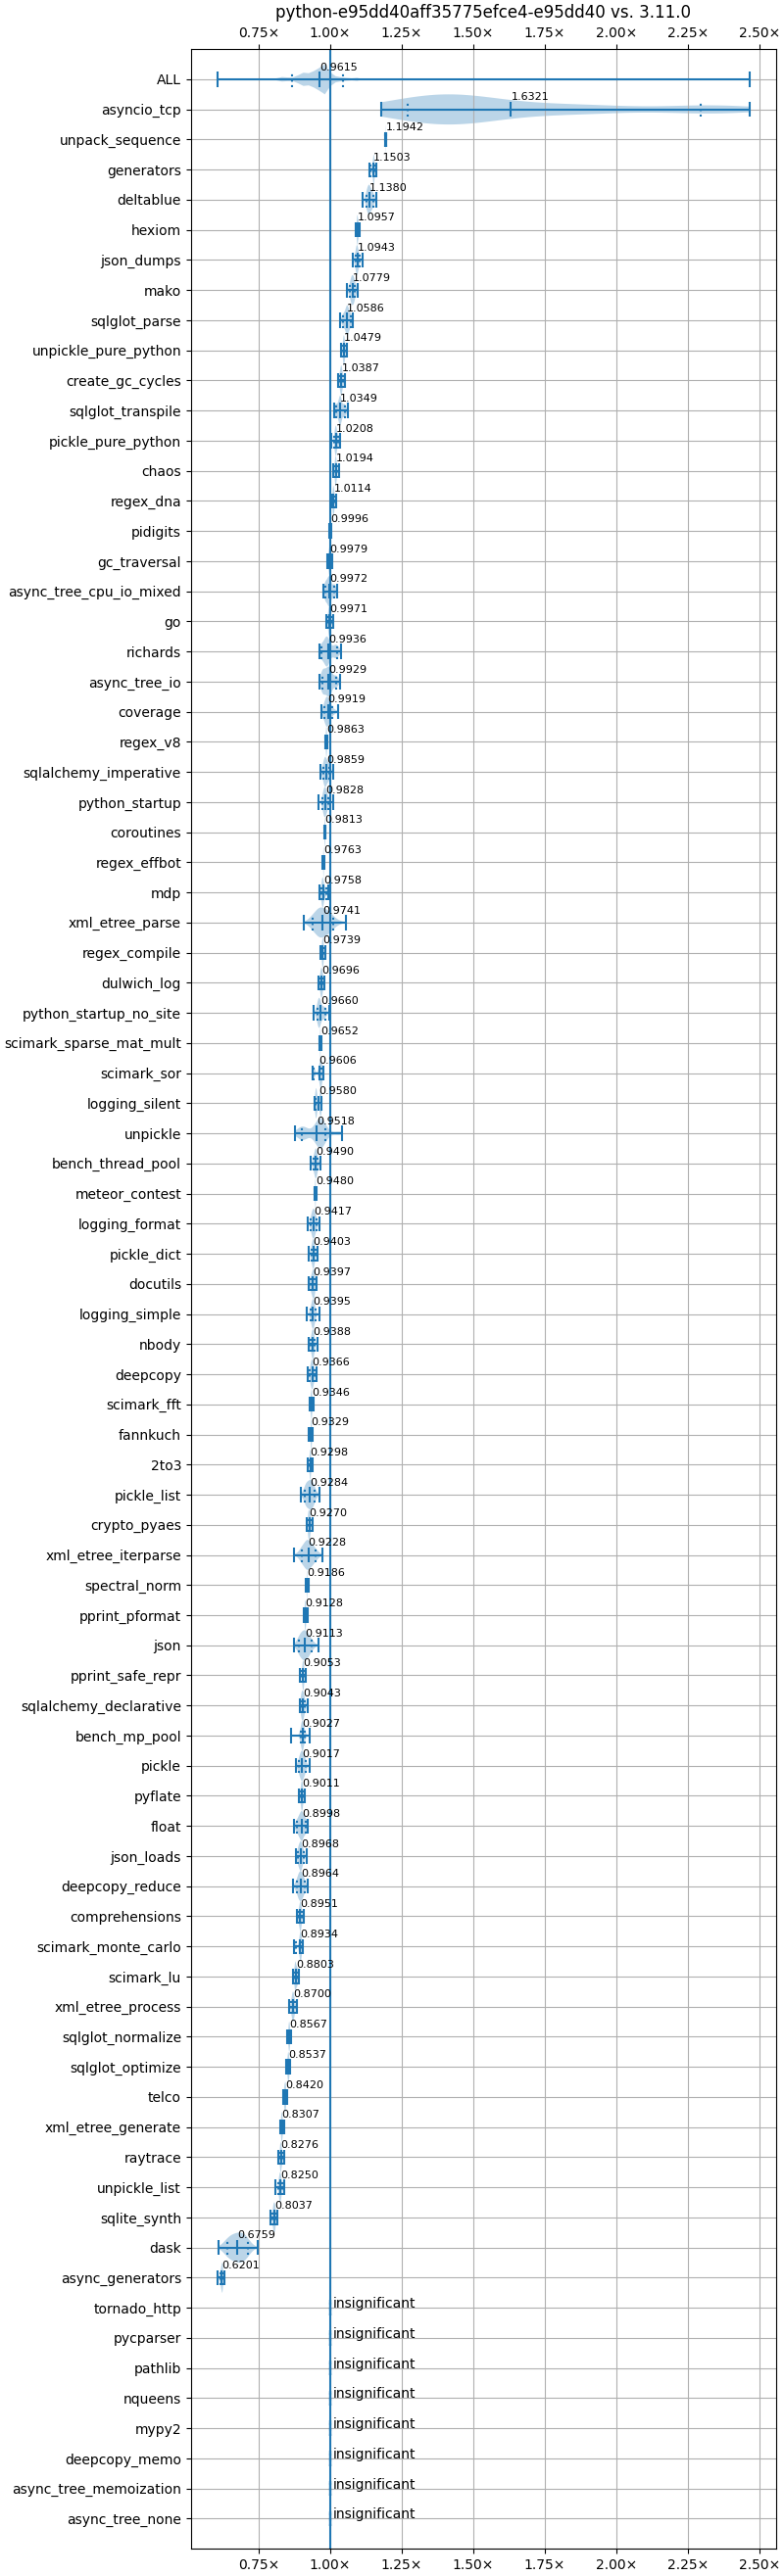 python-e95dd40aff35775efce4-e95dd40 vs. 3.11.0
0.75× 1.00× 1.25× 1.50× 1.75× 2.00× 2.25× 2.50×
ALL 0.9615
asyncio_tcp 1.6321
unpack_sequence 1.1942
generators 1.1503
deltablue 1.1380
hexiom 1.0957
json_dumps 1.0943
mako 1.0779
sqlglot_parse 1.0586
unpickle_pure_python 1.0479
create_gc_cycles 1.0387
sqlglot_transpile 1.0349
pickle_pure_python 1.0208
chaos 1.0194
regex_dna 1.0114
pidigits 0.9996
gc_traversal 0.9979
async_tree_cpu_io_mixed 0.9972
go 0.9971
richards 0.9936
async_tree_io 0.9929
coverage 0.9919
regex_v8 0.9863
sqlalchemy_imperative 0.9859
python_startup 0.9828
coroutines 0.9813
regex_effbot 0.9763
mdp 0.9758
xml_etree_parse 0.9741
regex_compile 0.9739
dulwich_log 0.9696
python_startup_no_site 0.9660
scimark_sparse_mat_mult 0.9652
scimark_sor 0.9606
logging_silent 0.9580
unpickle 0.9518
bench_thread_pool 0.9490
meteor_contest 0.9480
logging_format 0.9417
pickle_dict 0.9403
docutils 0.9397
logging_simple 0.9395
nbody 0.9388
deepcopy 0.9366
scimark_fft 0.9346
fannkuch 0.9329
2to3 0.9298
pickle_list 0.9284
crypto_pyaes 0.9270
xml_etree_iterparse 0.9228
spectral_norm 0.9186
pprint_pformat 0.9128
json 0.9113
pprint_safe_repr 0.9053
sqlalchemy_declarative 0.9043
bench_mp_pool 0.9027
pickle 0.9017
pyflate 0.9011
float 0.8998
json_loads 0.8968
deepcopy_reduce 0.8964
comprehensions 0.8951
scimark_monte_carlo 0.8934
scimark_lu 0.8803
xml_etree_process 0.8700
sqlglot_normalize 0.8567
sqlglot_optimize 0.8537
telco 0.8420
xml_etree_generate 0.8307
raytrace 0.8276
unpickle_list 0.8250
sqlite_synth 0.8037
dask 0.6759
async_generators 0.6201
tornado_http insignificant
pycparser insignificant
pathlib insignificant
nqueens insignificant
mypy2 insignificant
deepcopy_memo insignificant
async_tree_memoization insignificant
async_tree_none insignificant
0.75× 1.00× 1.25× 1.50× 1.75× 2.00× 2.25× 2.50×